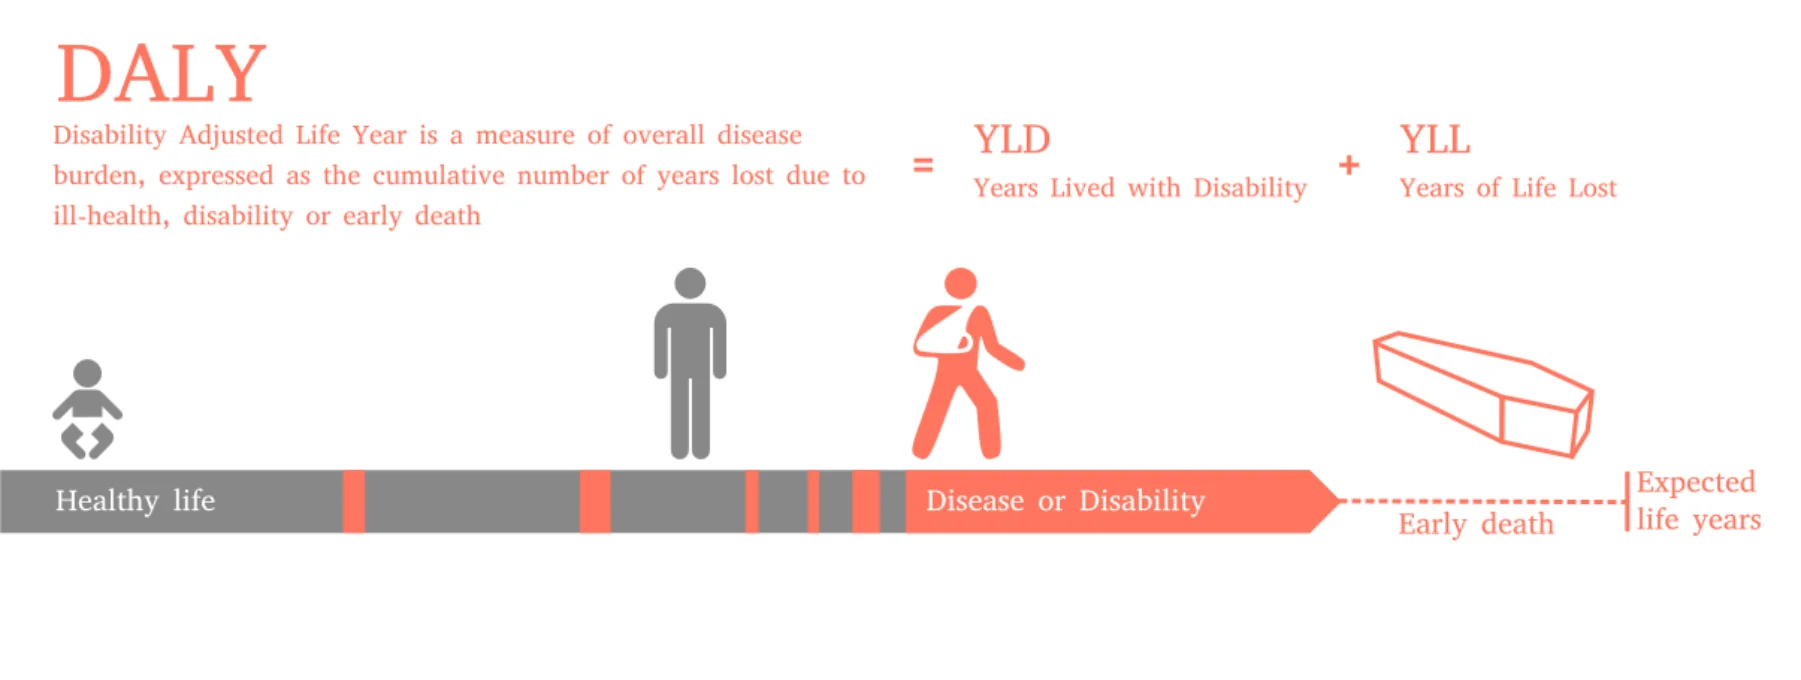 DALY
Disability Adjusted Life Year is a measure of overall disease
burden, expressed as the cumulative number of years lost due to
ill-health, disability or early death
=
YLD
Years Lived with Disability
+
YLL
Years of Life Lost
Healthy life
Disease or Disability
Early death
Expected
life years